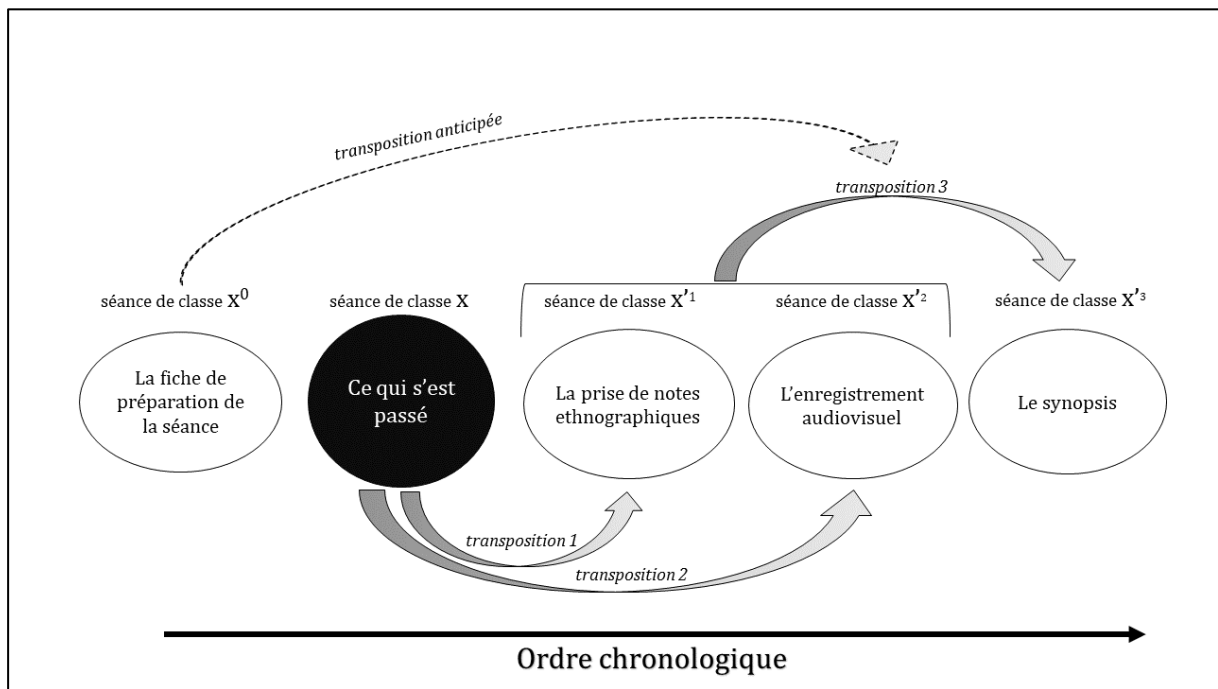 transposition anticipée
transposition 3
séance de classe X⁰
séance de classe X
séance de classe X'¹
séance de classe X'²
séance de classe X'³
La fiche de
préparation de
la séance
Ce qui s'est
passé
La prise de notes
ethnographiques
L'enregistrement
audiovisuel
Le synopsis
transposition 1
transposition 2
Ordre chronologique